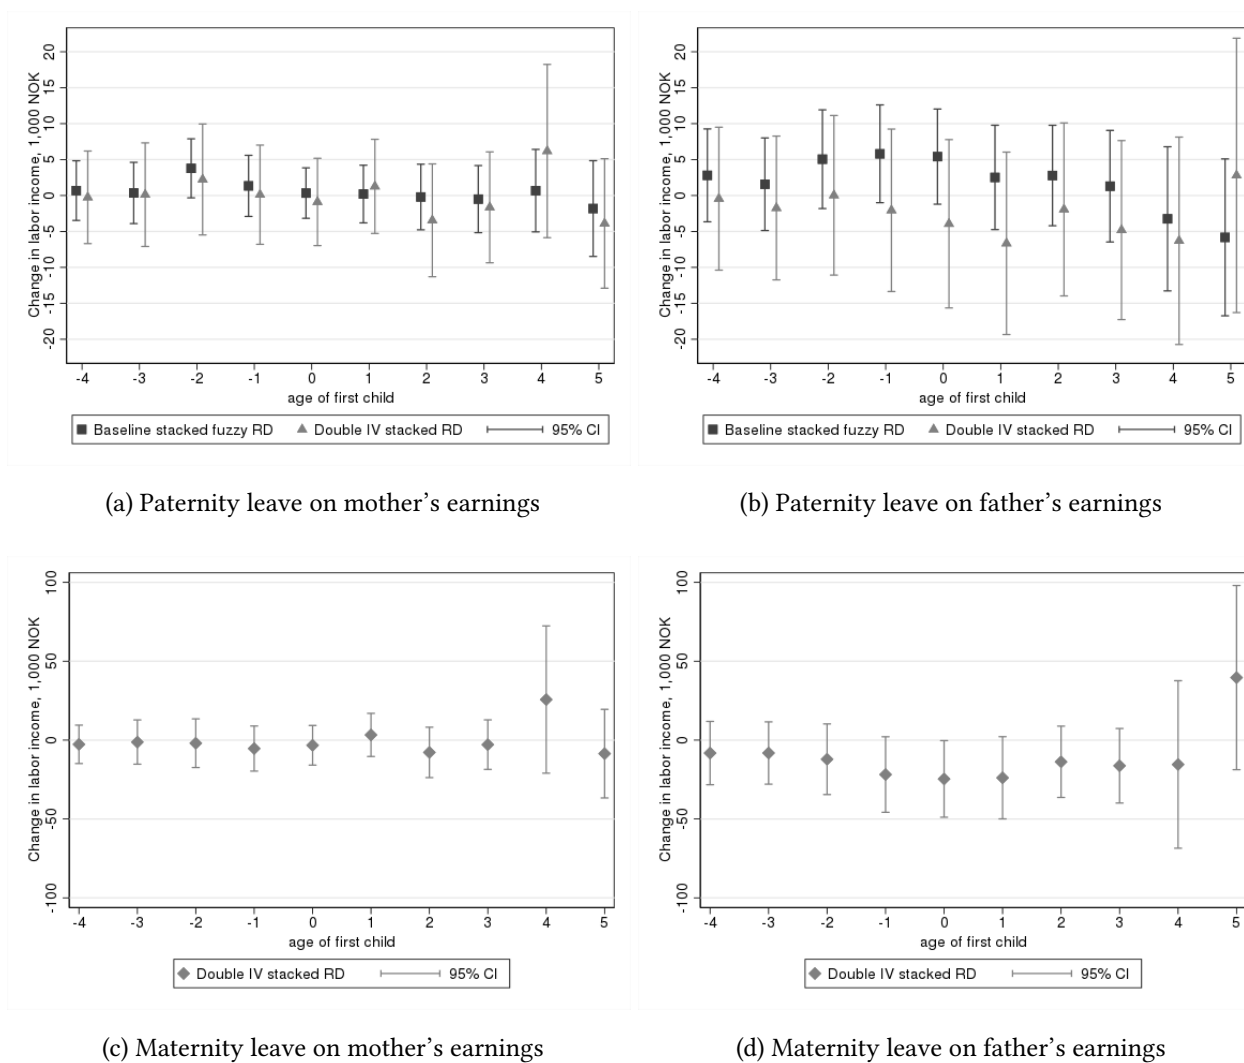 Change in labor income, 1,000 NOK
20
15
10
5
0
-5
-10
-15
-20
-4 -3 -2 -1 0 1 2 3 4 5
age of first child
Baseline stacked fuzzy RD Double IV stacked RD 95% CI
(a) Paternity leave on mother’s earnings
Change in labor income, 1,000 NOK
20
15
10
5
0
-5
-10
-15
-20
-4 -3 -2 -1 0 1 2 3 4 5
age of first child
Baseline stacked fuzzy RD Double IV stacked RD 95% CI
(b) Paternity leave on father’s earnings
Change in labor income, 1,000 NOK
100
50
0
-50
-100
-4 -3 -2 -1 0 1 2 3 4 5
age of first child
Double IV stacked RD 95% CI
(c) Maternity leave on mother’s earnings
Change in labor income, 1,000 NOK
100
50
0
-50
-100
-4 -3 -2 -1 0 1 2 3 4 5
age of first child
Double IV stacked RD 95% CI
(d) Maternity leave on father’s earnings